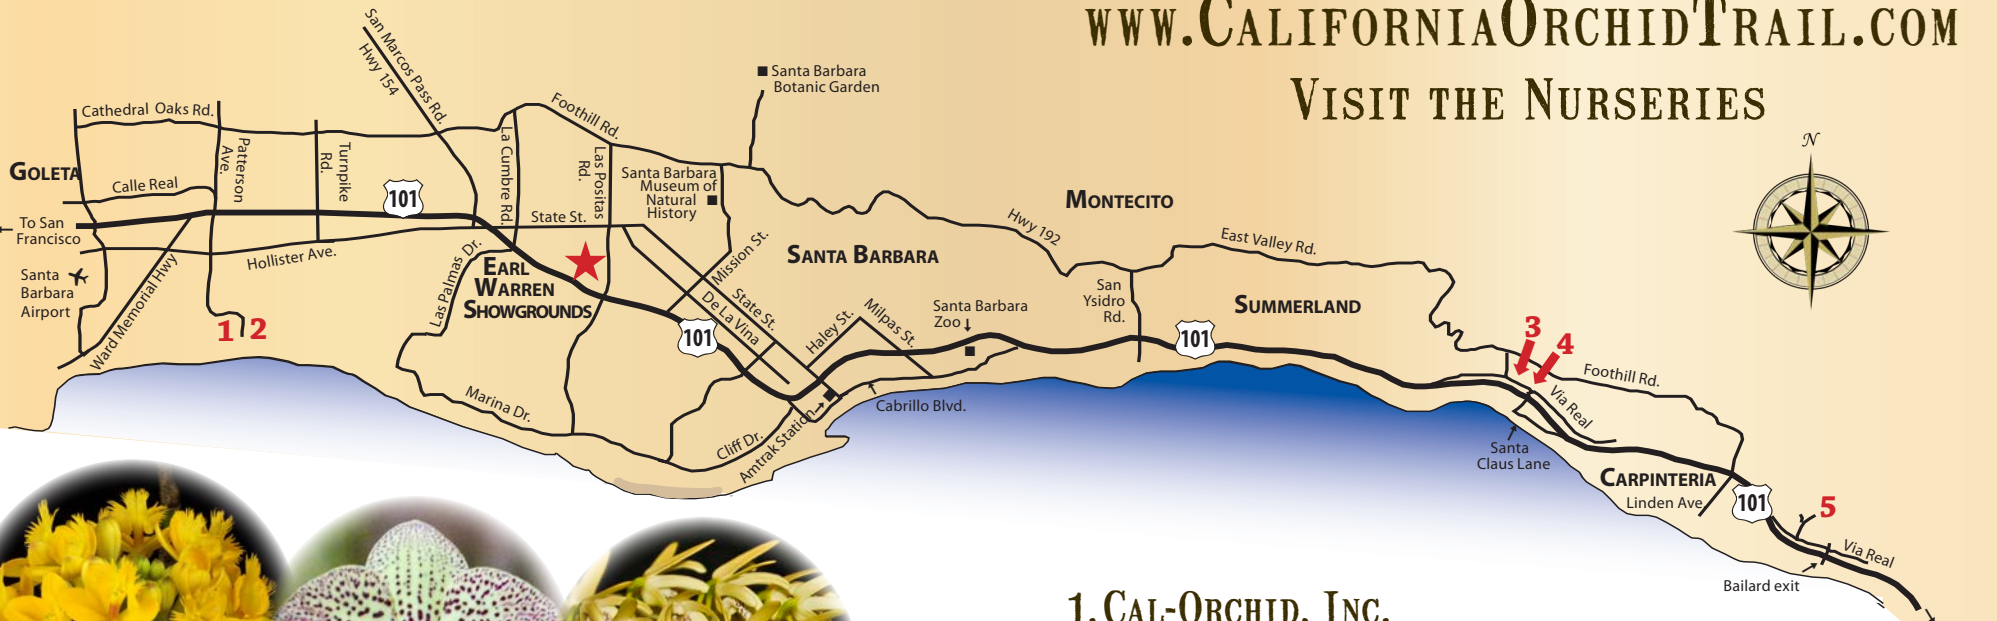 www.CaliforniaOrchidTrail.com
Visit the Nurseries
N
San Marcos Pass Rd.
Hwy 154
Santa Barbara
Botanic Garden
Cathedral Oaks Rd.
Foothill Rd.
Patterson
Ave.
Turnpike
Rd.
La Cumbre Rd.
Las Positas
Rd.
Goleta
Calle Real
101
Santa Barbara
Museum of
Natural
History
To San
Francisco
State St.
Hollister Ave.
Santa
Barbara
Airport
Ward Memorial Hwy
1
2
Las Palmas Dr.
Earl
Warren
Showgrounds
Mission St.
State St.
De La Vina
101
Santa Barbara
Montecito
Hwy 192
East Valley Rd.
San
Ysidro
Rd.
Summerland
Haley St.
Milpas St.
Santa Barbara
Zoo
101
Marina Dr.
Cliff Dr.
Amtrak Station
Cabrillo Blvd.
3
4
Foothill Rd.
Via Real
Santa
Claus Lane
Carpinteria
Linden Ave.
101
5
Via Real
Bailard exit
1. Cal-Orchid, Inc.